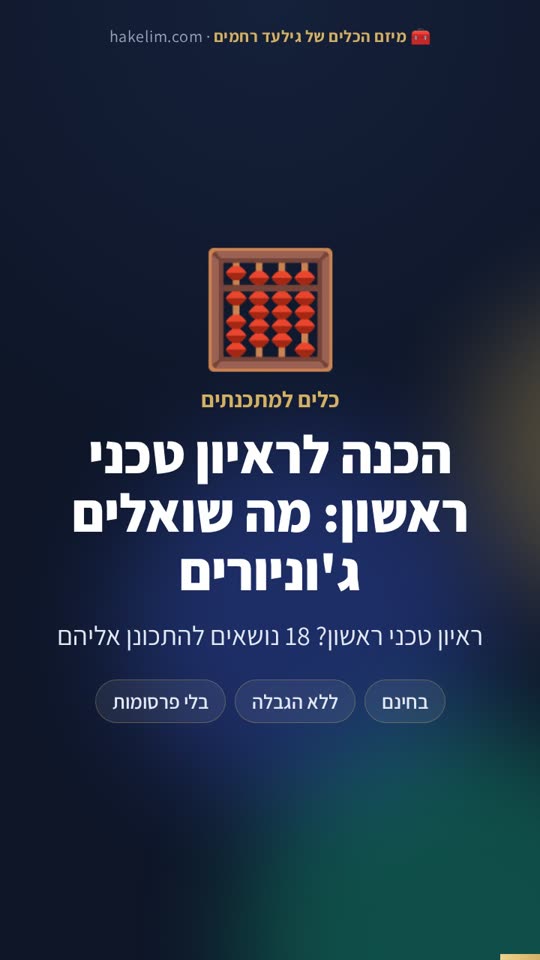 🧰 מיזם הכלים של גילעד רחמים · hakelim.com
כלים למתכנתים
הכנה לראיון טכני
ראשון: מה שואלים
ג'וניורים
ראיון טכני ראשון? 18 נושאים להתכונן אליהם
בחינם
ללא הגבלה
בלי פרסומות